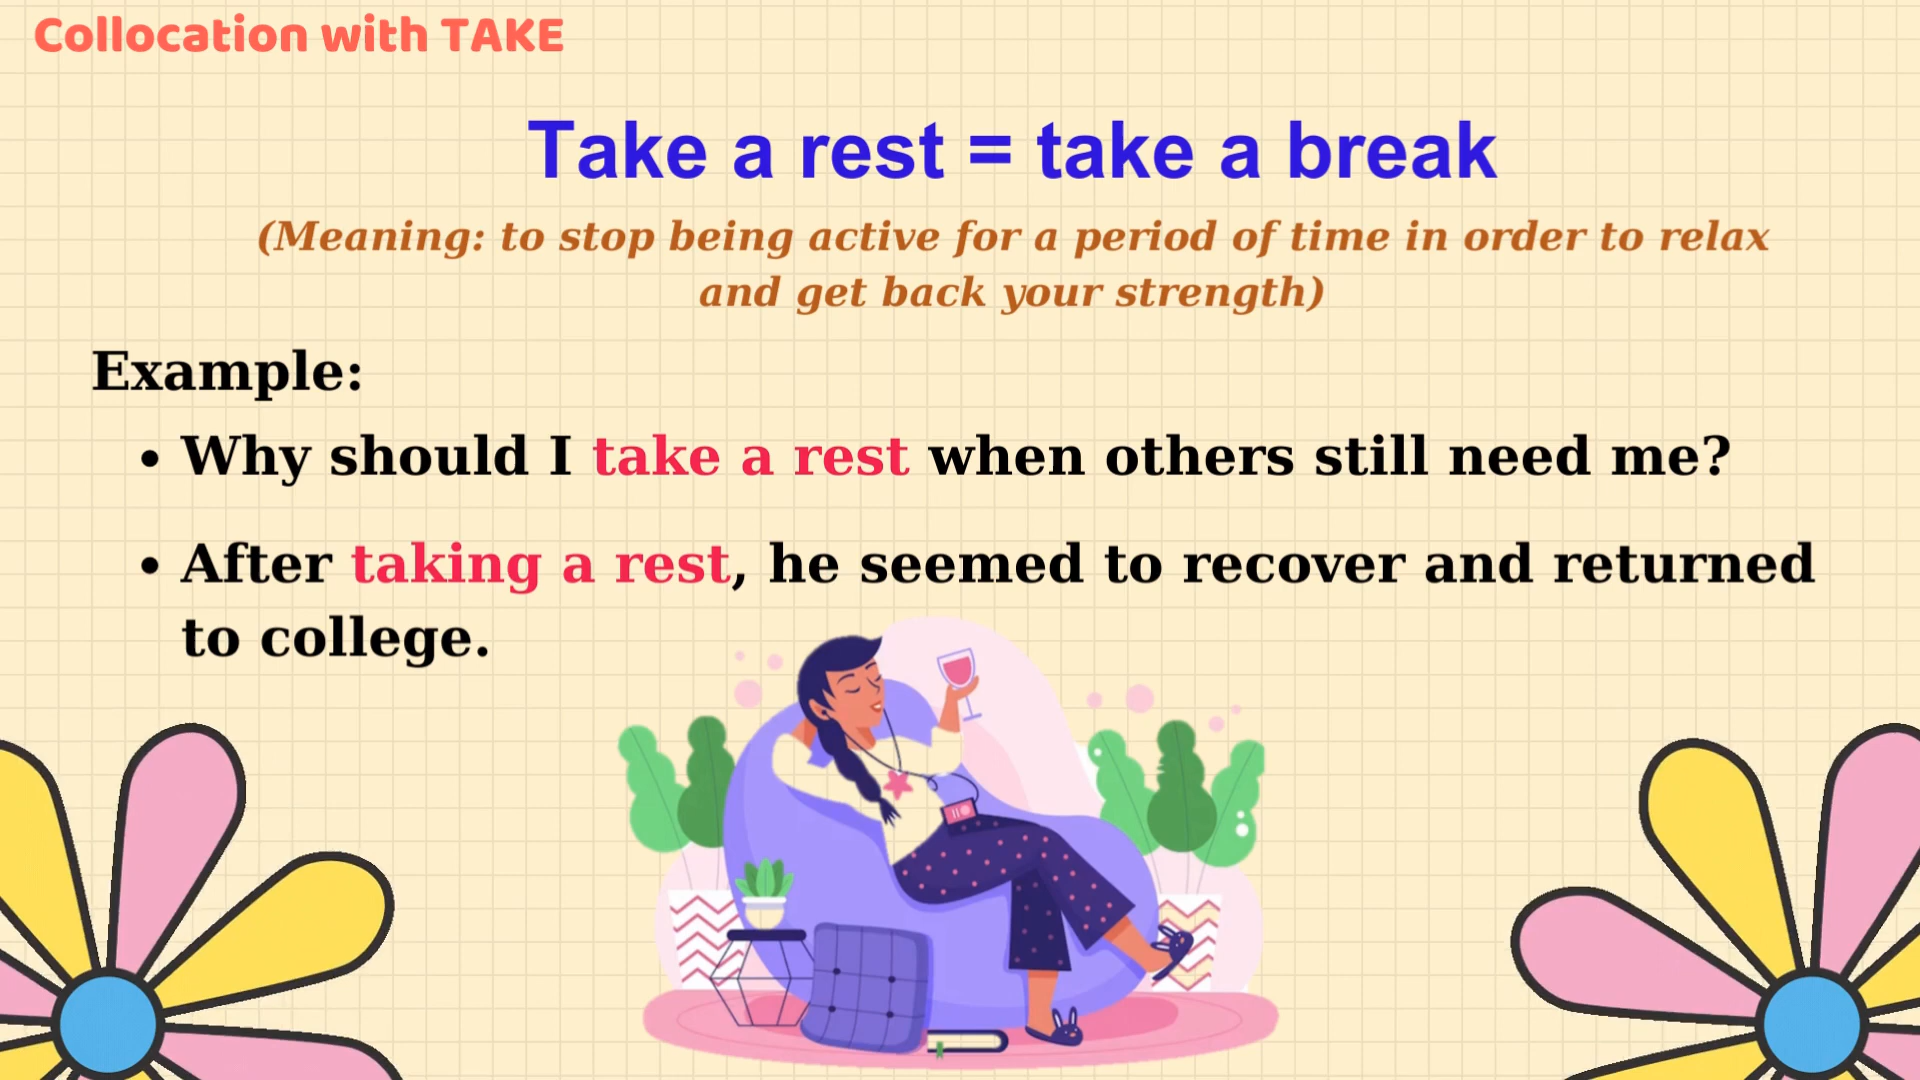 Collocation with TAKE
Take a rest = take a break
(Meaning: to stop being active for a period of time in order to relax
and get back your strength)
Example:
• Why should I take a rest when others still need me?
• After taking a rest, he seemed to recover and returned
to college.